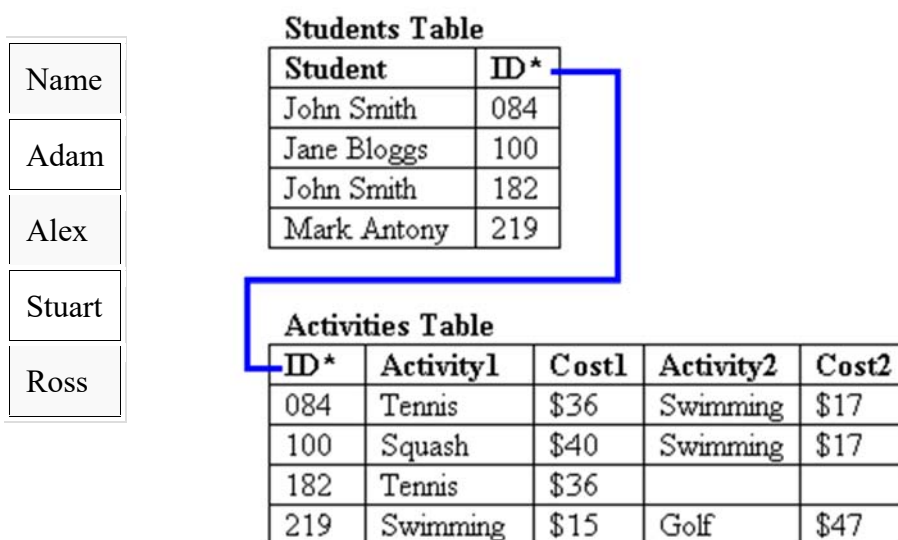 Name
Adam
Alex
Stuart
Ross
Students Table
Student ID*
John Smith 084
Jane Bloggs 100
John Smith 182
Mark Antony 219
Activities Table
ID* Activity1 Cost1 Activity2 Cost2
084 Tennis $36 Swimming $17
100 Squash $40 Swimming $17
182 Tennis $36
219 Swimming $15 Golf $47